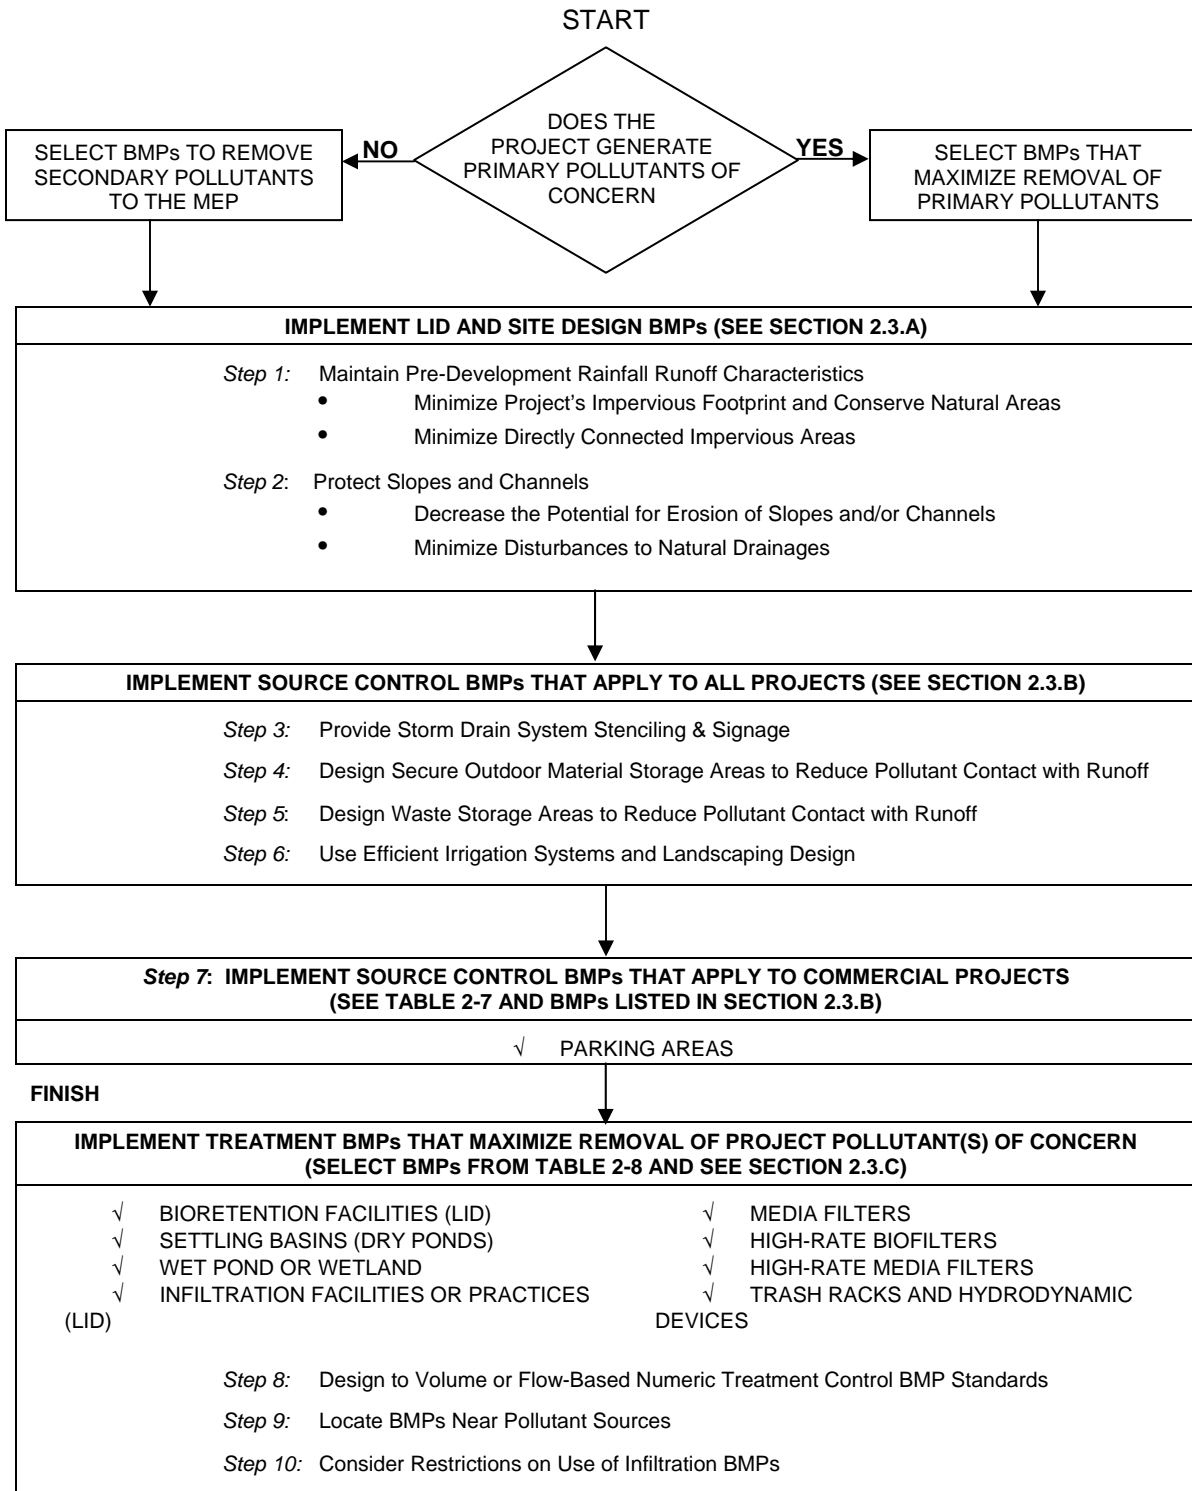 START
DOES THE
PROJECT GENERATE
PRIMARY POLLUTANTS OF
CONCERN
NO
YES
SELECT BMPs TO REMOVE
SECONDARY POLLUTANTS
TO THE MEP
SELECT BMPs THAT
MAXIMIZE REMOVAL OF
PRIMARY POLLUTANTS
IMPLEMENT LID AND SITE DESIGN BMPs (SEE SECTION 2.3.A)
Step 1: Maintain Pre-Development Rainfall Runoff Characteristics
• Minimize Project's Impervious Footprint and Conserve Natural Areas
• Minimize Directly Connected Impervious Areas
Step 2: Protect Slopes and Channels
• Decrease the Potential for Erosion of Slopes and/or Channels
• Minimize Disturbances to Natural Drainages
IMPLEMENT SOURCE CONTROL BMPs THAT APPLY TO ALL PROJECTS (SEE SECTION 2.3.B)
Step 3: Provide Storm Drain System Stenciling & Signage
Step 4: Design Secure Outdoor Material Storage Areas to Reduce Pollutant Contact with Runoff
Step 5: Design Waste Storage Areas to Reduce Pollutant Contact with Runoff
Step 6: Use Efficient Irrigation Systems and Landscaping Design
Step 7: IMPLEMENT SOURCE CONTROL BMPs THAT APPLY TO COMMERCIAL PROJECTS
(SEE TABLE 2-7 AND BMPs LISTED IN SECTION 2.3.B)
√ PARKING AREAS
FINISH
IMPLEMENT TREATMENT BMPs THAT MAXIMIZE REMOVAL OF PROJECT POLLUTANT(S) OF CONCERN
(SELECT BMPs FROM TABLE 2-8 AND SEE SECTION 2.3.C)
√ BIORETENTION FACILITIES (LID)
√ SETTLING BASINS (DRY PONDS)
√ WET POND OR WETLAND
√ INFILTRATION FACILITIES OR PRACTICES
(LID)
√ MEDIA FILTERS
√ HIGH-RATE BIOFILTERS
√ HIGH-RATE MEDIA FILTERS
√ TRASH RACKS AND HYDRODYNAMIC
DEVICES
Step 8: Design to Volume or Flow-Based Numeric Treatment Control BMP Standards
Step 9: Locate BMPs Near Pollutant Sources
Step 10: Consider Restrictions on Use of Infiltration BMPs